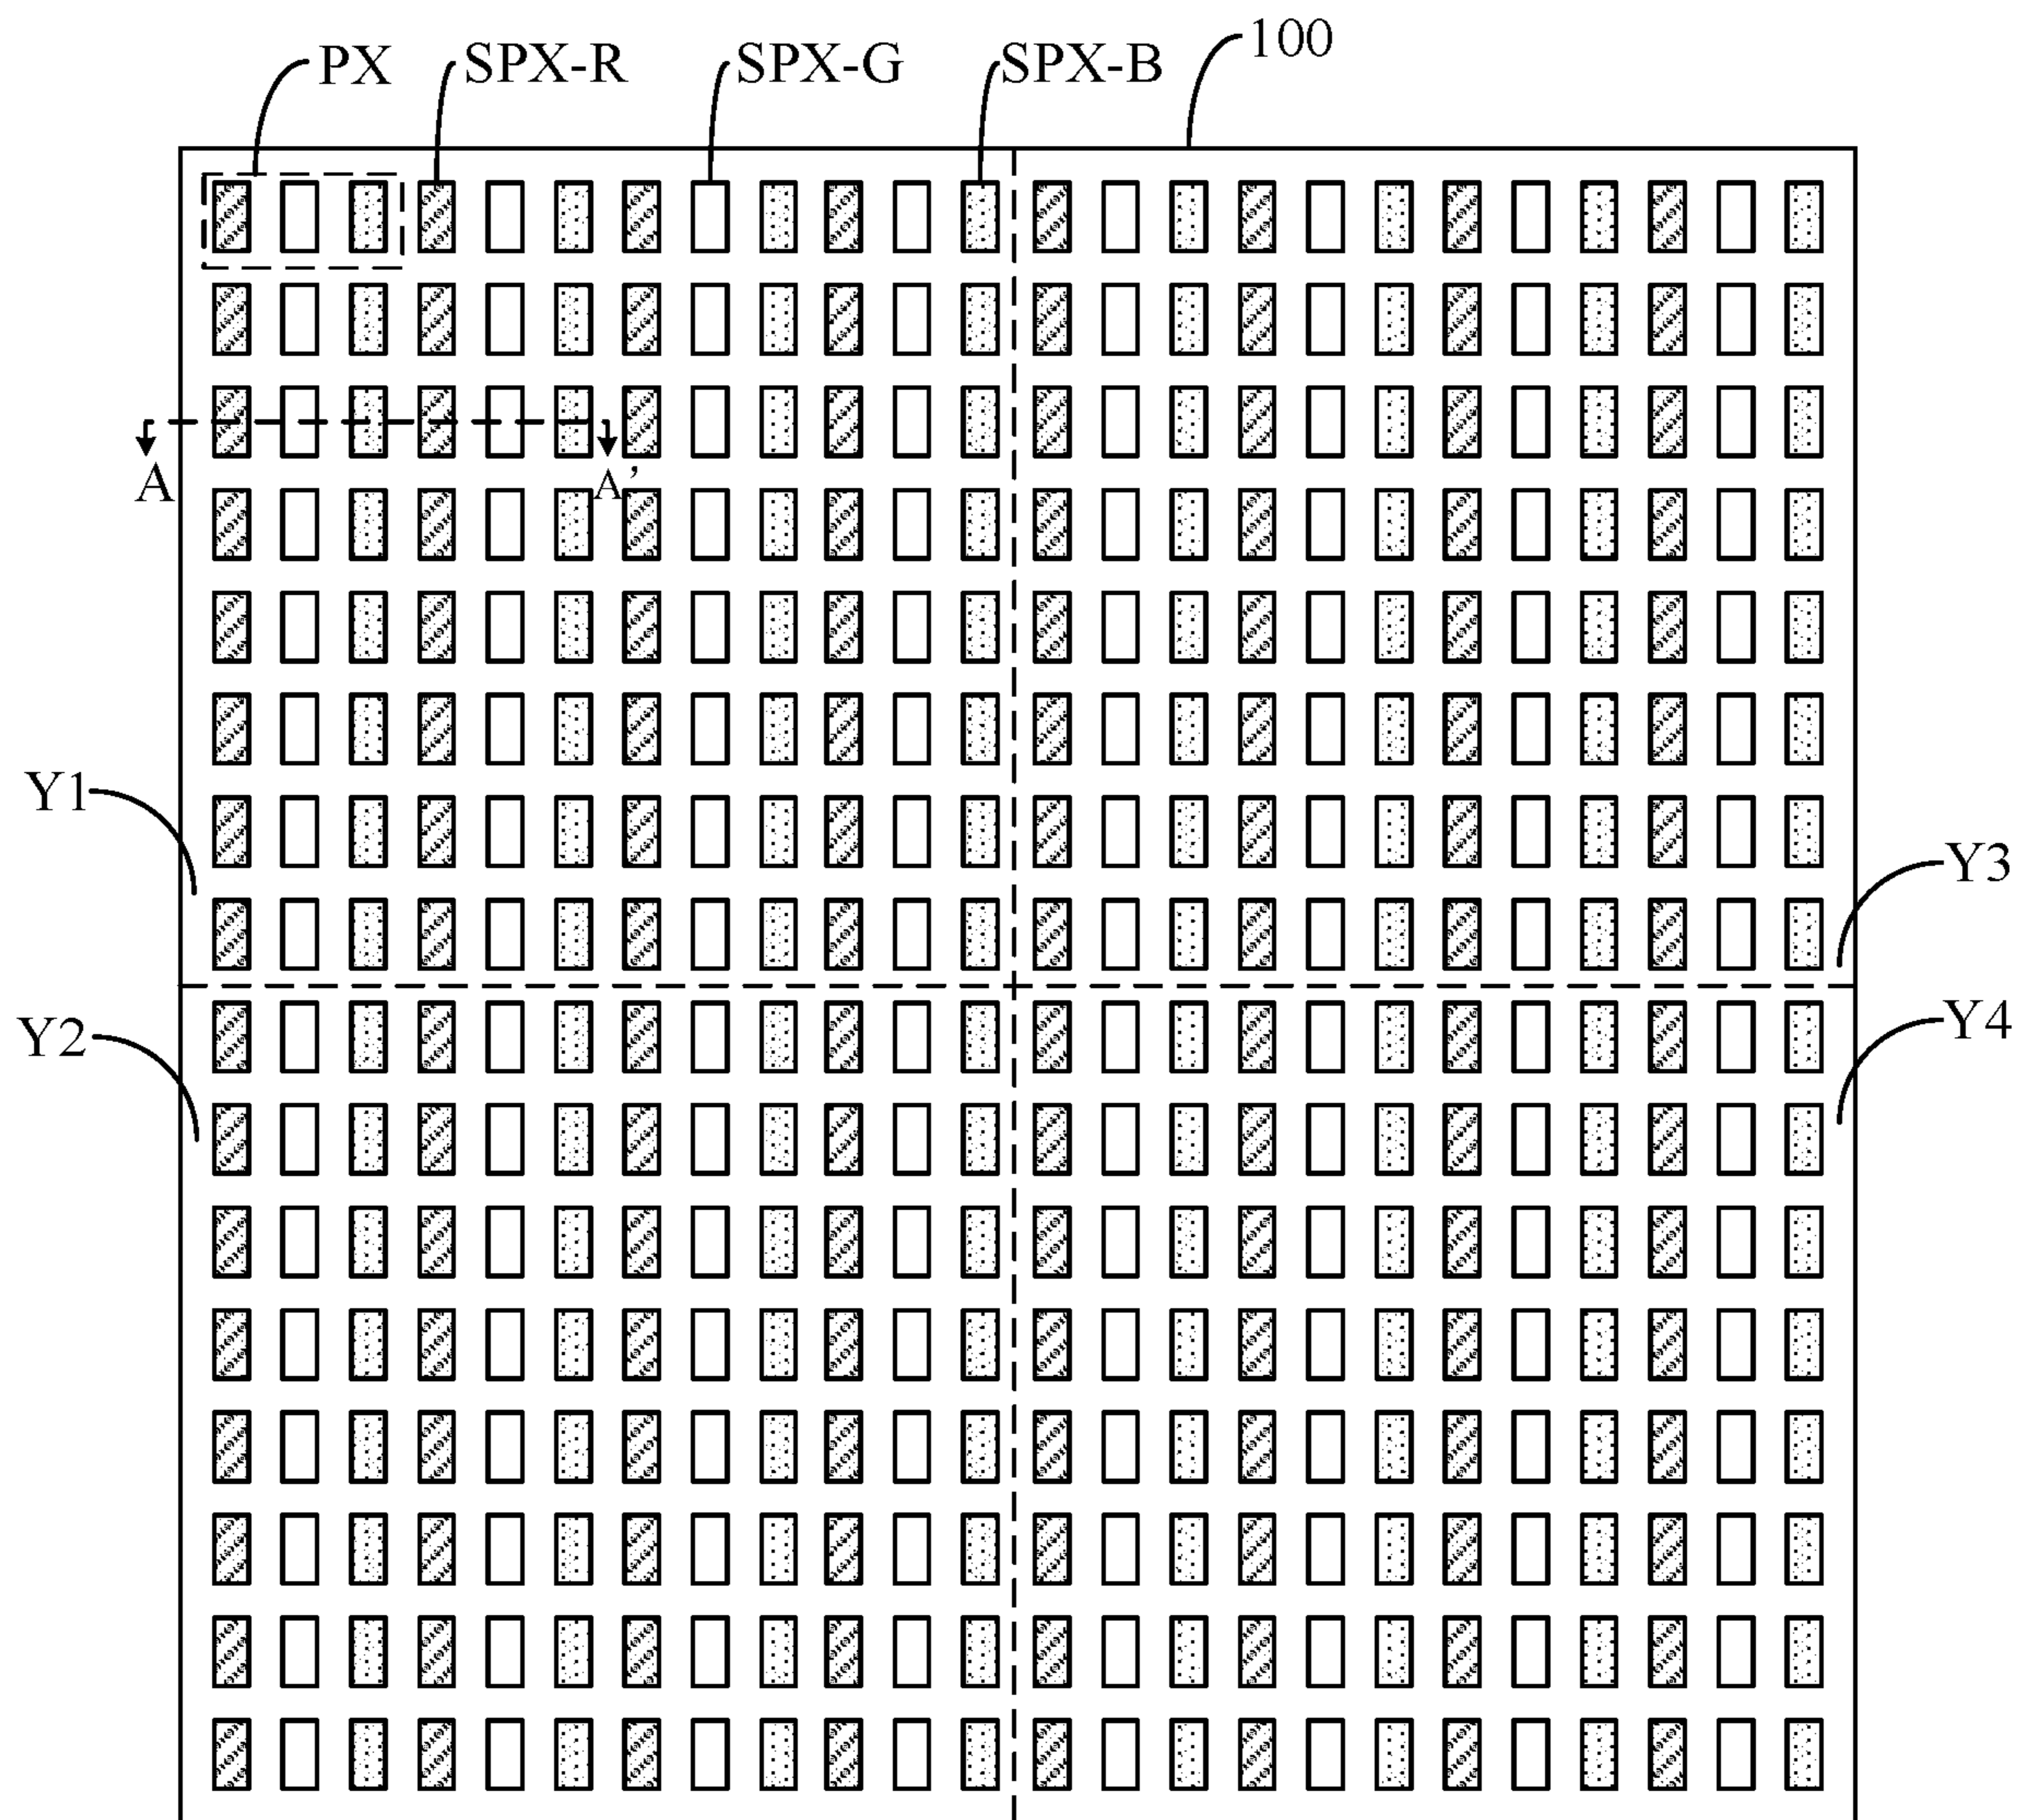 PX SPX-R SPX-G SPX-B 100
A A’
Y1
Y3
Y2 Y4